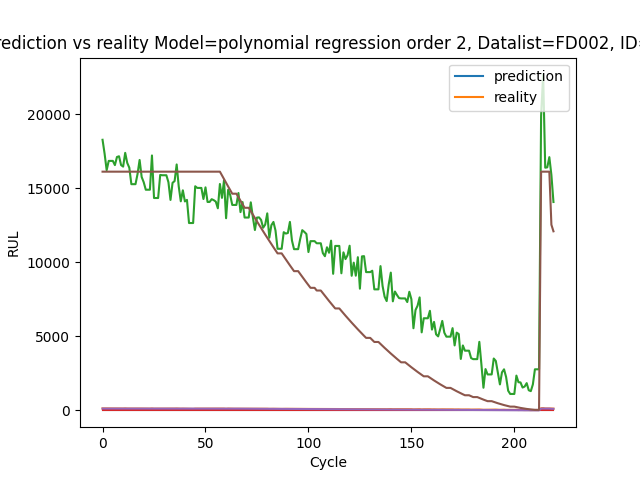 rediction vs reality Model=polynomial regression order 2, Datalist=FD002, ID=
prediction
reality
20000
15000
10000
5000
0
RUL
0 50 100 150 200
Cycle